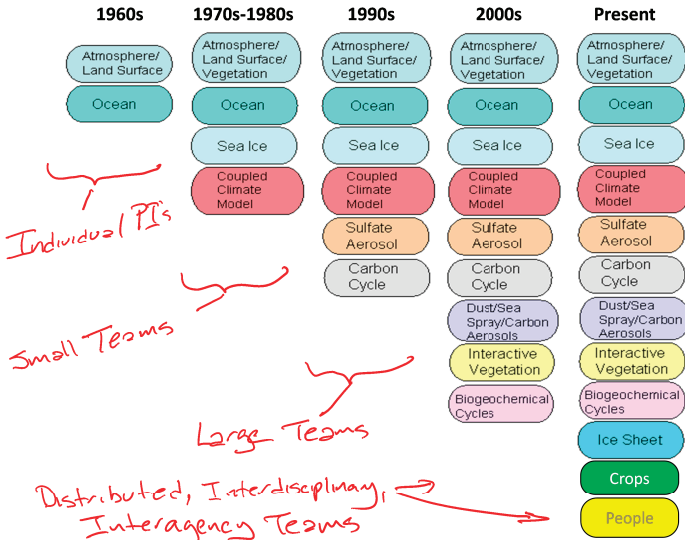 1960s
1970s-1980s
1990s
2000s
Present
Atmosphere/
Land Surface
Ocean
Atmosphere/
Land Surface/
Vegetation
Ocean
Sea Ice
Coupled
Climate
Model
Atmosphere/
Land Surface/
Vegetation
Ocean
Sea Ice
Coupled
Climate
Model
Sulfate
Aerosol
Carbon
Cycle
Atmosphere/
Land Surface/
Vegetation
Ocean
Sea Ice
Coupled
Climate
Model
Sulfate
Aerosol
Carbon
Cycle
Dust/Sea
Spray/Carbon
Aerosols
Interactive
Vegetation
Biogeochemical
Cycles
Atmosphere/
Land Surface/
Vegetation
Ocean
Sea Ice
Coupled
Climate
Model
Sulfate
Aerosol
Carbon
Cycle
Dust/Sea
Spray/Carbon
Aerosols
Interactive
Vegetation
Biogeochemical
Cycles
Ice Sheet
Crops
People
Individual PI's
Small Teams
Large Teams
Distributed, Interdisciplinary,
Interagency Teams